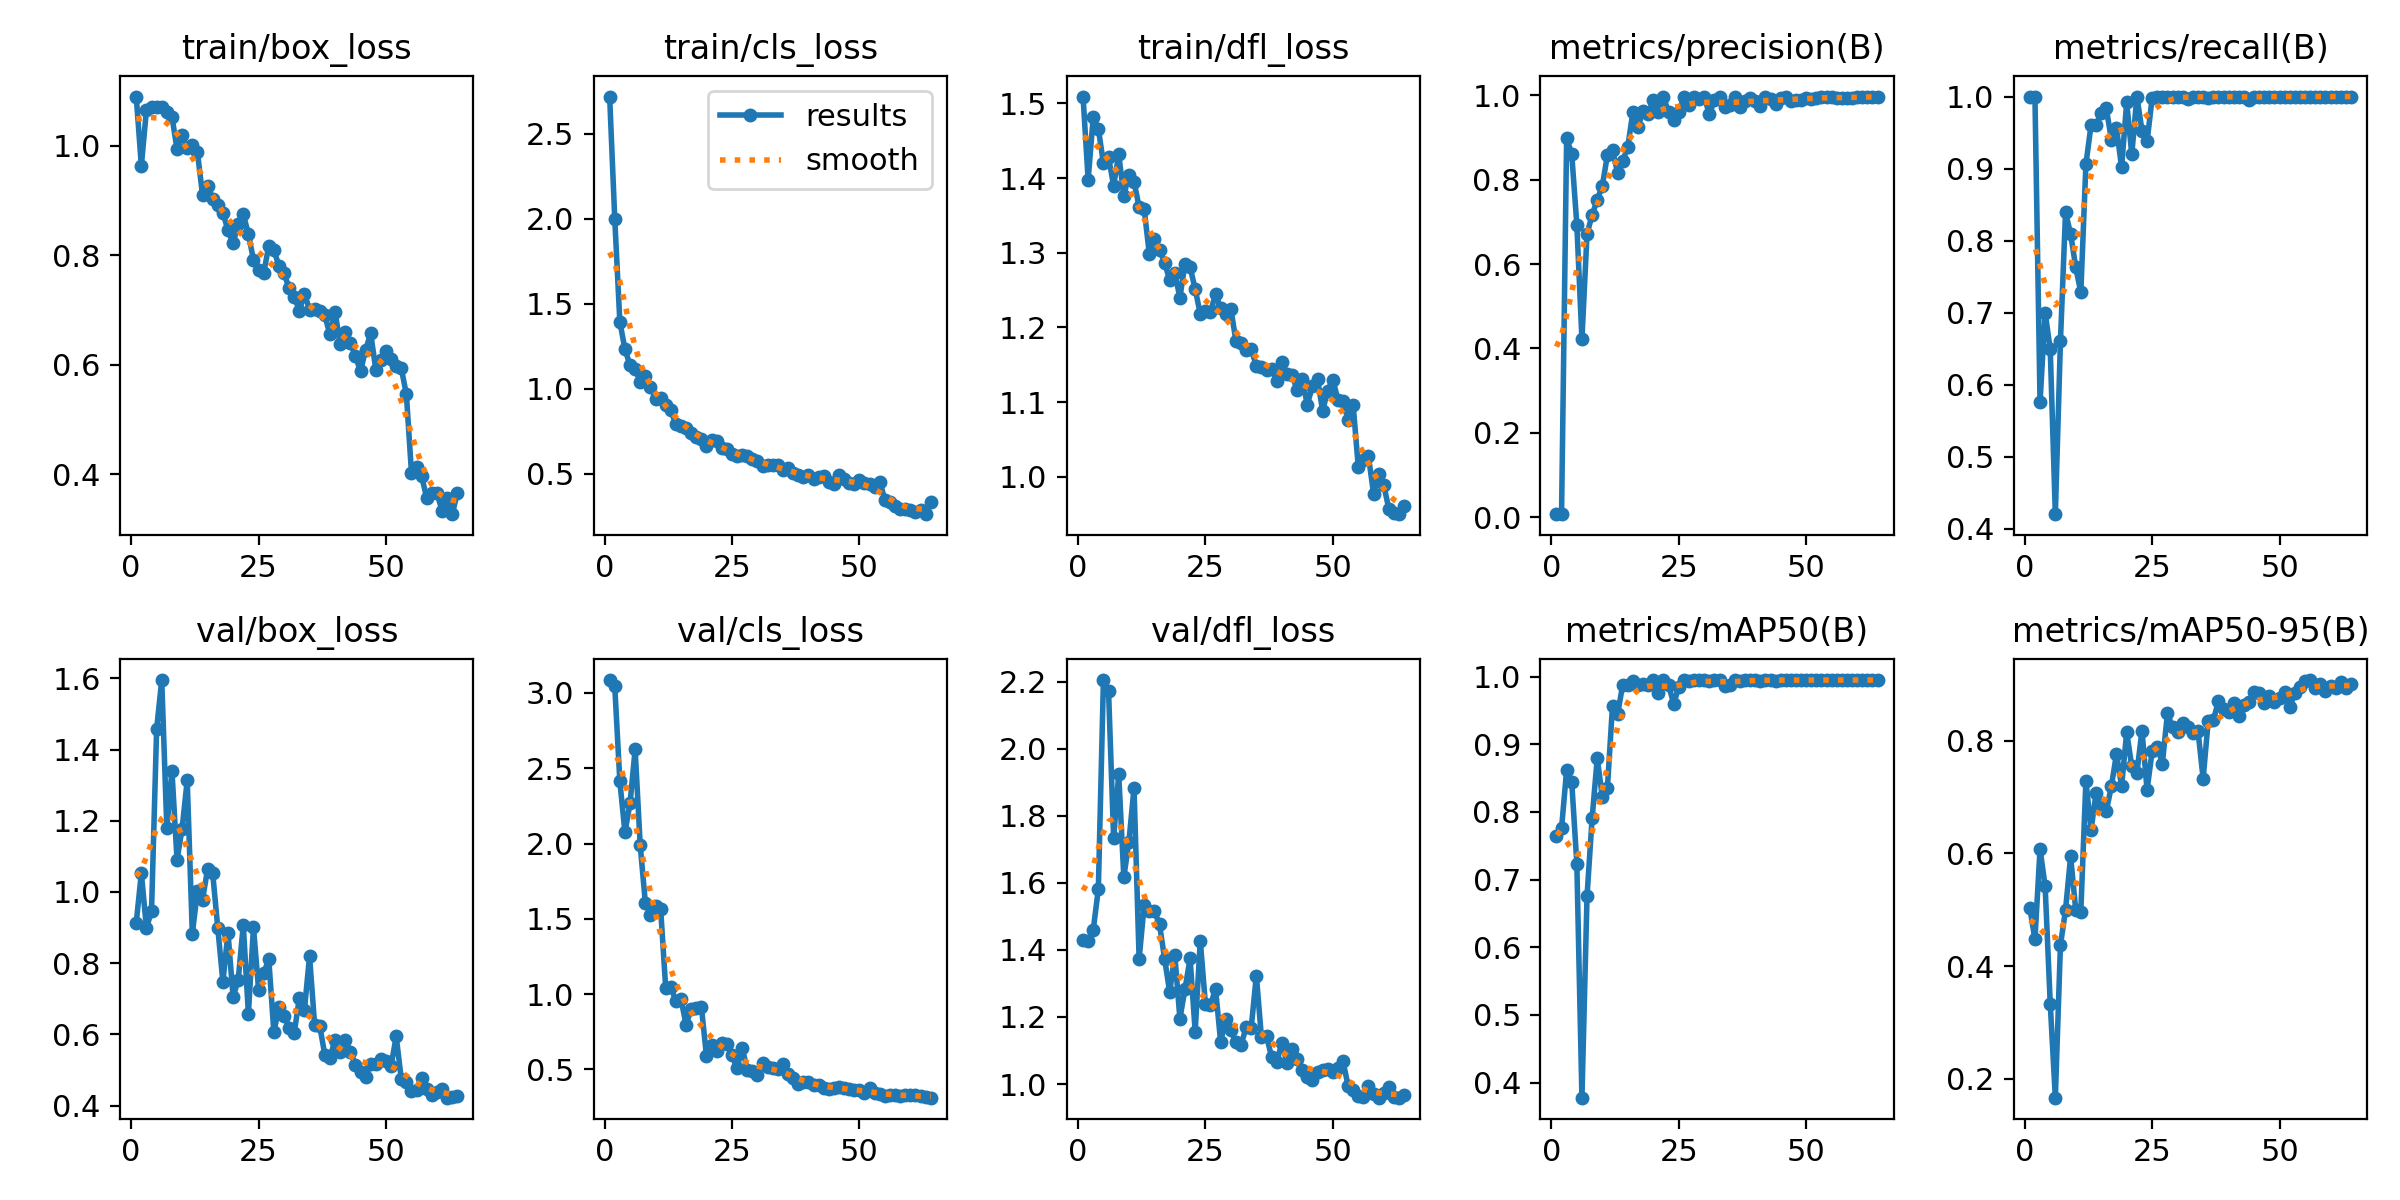 train/box_loss
1.0
0.8
0.6
0.4
0 25 50
train/cls_loss
results
smooth
2.5
2.0
1.5
1.0
0.5
0 25 50
train/dfl_loss
1.5
1.4
1.3
1.2
1.1
1.0
0 25 50
metrics/precision(B)
1.0
0.8
0.6
0.4
0.2
0.0
0 25 50
metrics/recall(B)
1.0
0.9
0.8
0.7
0.6
0.5
0.4
0 25 50
val/box_loss
1.6
1.4
1.2
1.0
0.8
0.6
0.4
0 25 50
val/cls_loss
3.0
2.5
2.0
1.5
1.0
0.5
0 25 50
val/dfl_loss
2.2
2.0
1.8
1.6
1.4
1.2
1.0
0 25 50
metrics/mAP50(B)
1.0
0.9
0.8
0.7
0.6
0.5
0.4
0 25 50
metrics/mAP50-95(B)
0.8
0.6
0.4
0.2
0 25 50